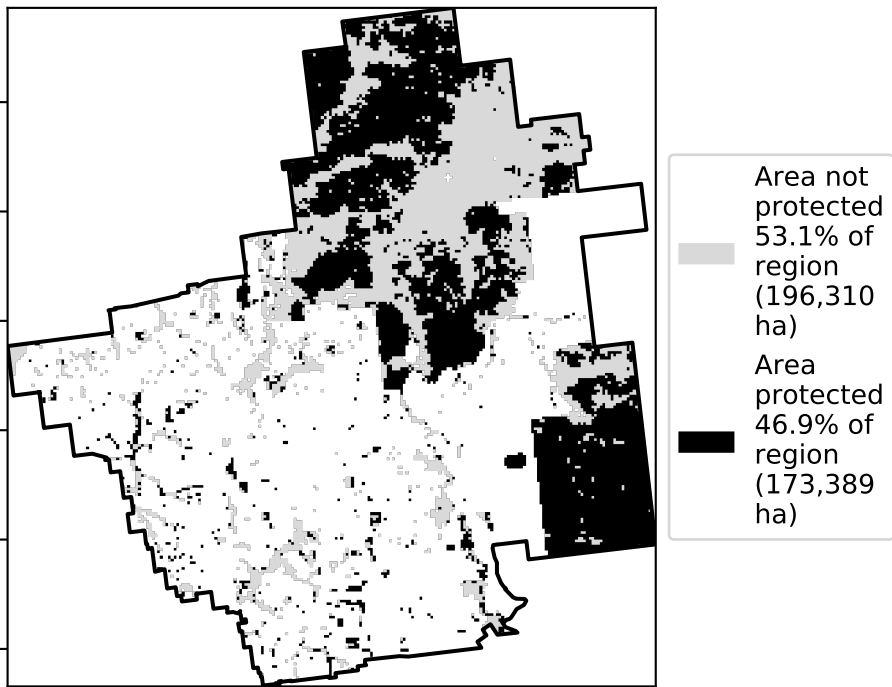 Area not
protected
53.1% of
region
(196,310
ha)
Area
protected
46.9% of
region
(173,389
ha)